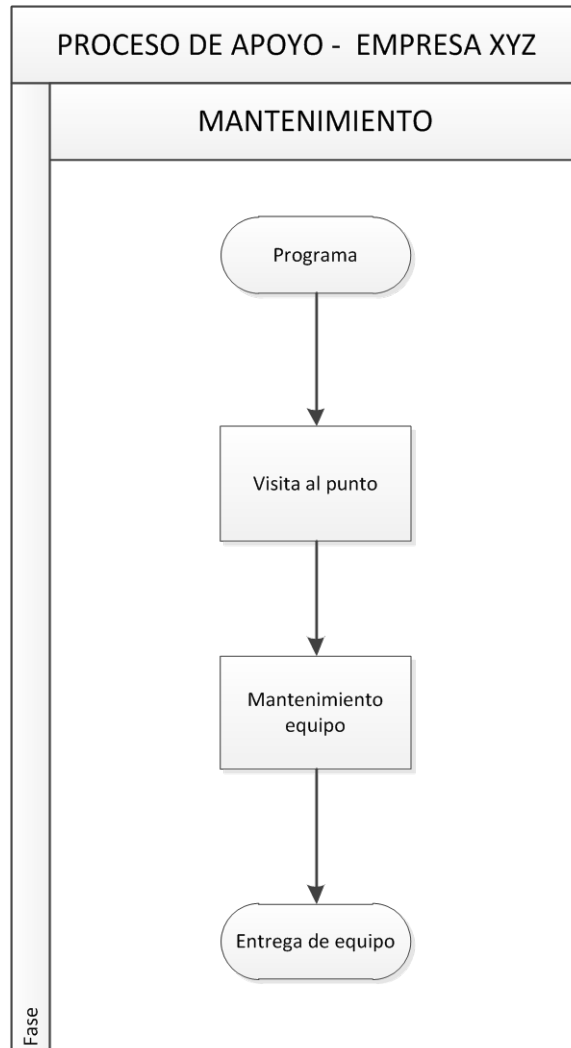 PROCESO DE APOYO - EMPRESA XYZ
MANTENIMIENTO
Programa
Visita al punto
Mantenimiento
equipo
Entrega de equipo
Fase